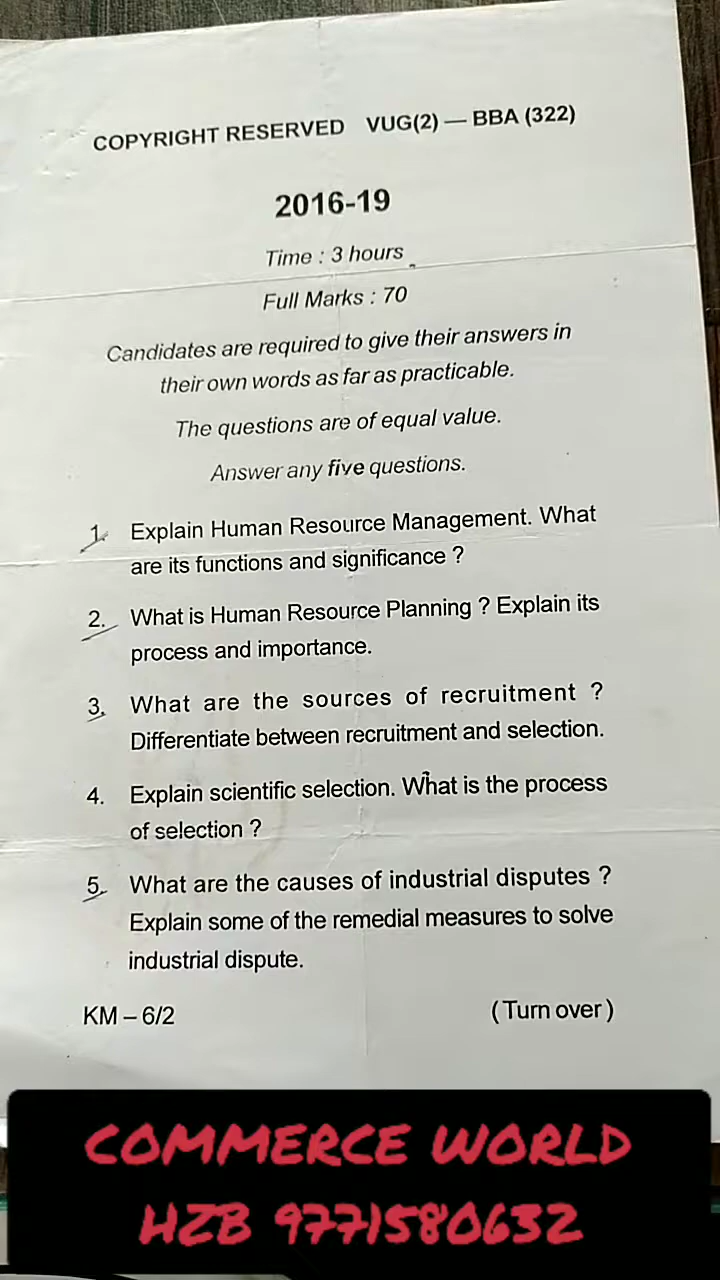 COPYRIGHT RESERVED VUG(2) — BBA (322)
2016-19
Time : 3 hours
Full Marks : 70
Candidates are required to give their answers in
their own words as far as practicable.
The questions are of equal value.
Answer any five questions.
1. Explain Human Resource Management. What
are its functions and significance ?
2. What is Human Resource Planning ? Explain its
process and importance.
3. What are the sources of recruitment ?
Differentiate between recruitment and selection.
4. Explain scientific selection. What is the process
of selection ?
5. What are the causes of industrial disputes ?
Explain some of the remedial measures to solve
industrial dispute.
KM – 6/2 (Turn over)
COMMERCE WORLD
HZB 9771580632